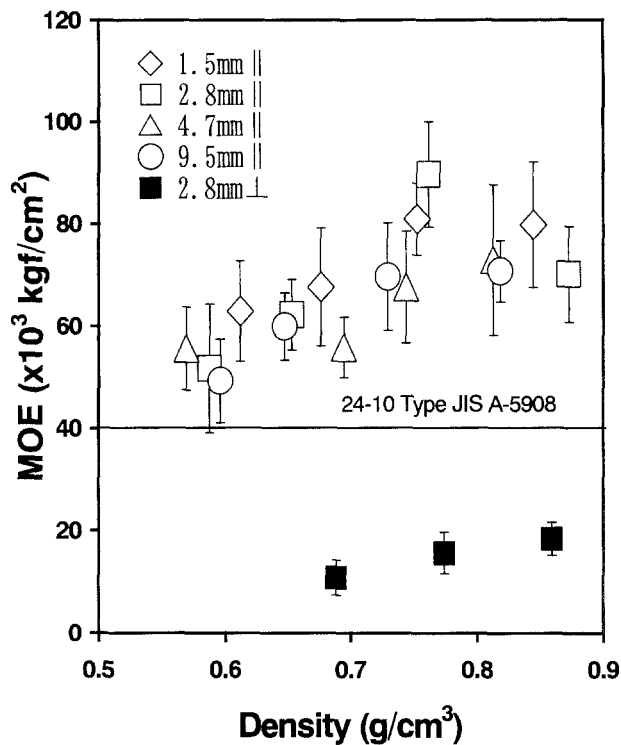 120
100
80
60
40
20
0
MOE (x10³ kgf/cm²)
1.5mm ||
2.8mm ||
4.7mm ||
9.5mm ||
2.8mm ⊥
24-10 Type JIS A-5908
0.5 0.6 0.7 0.8 0.9
Density (g/cm³)